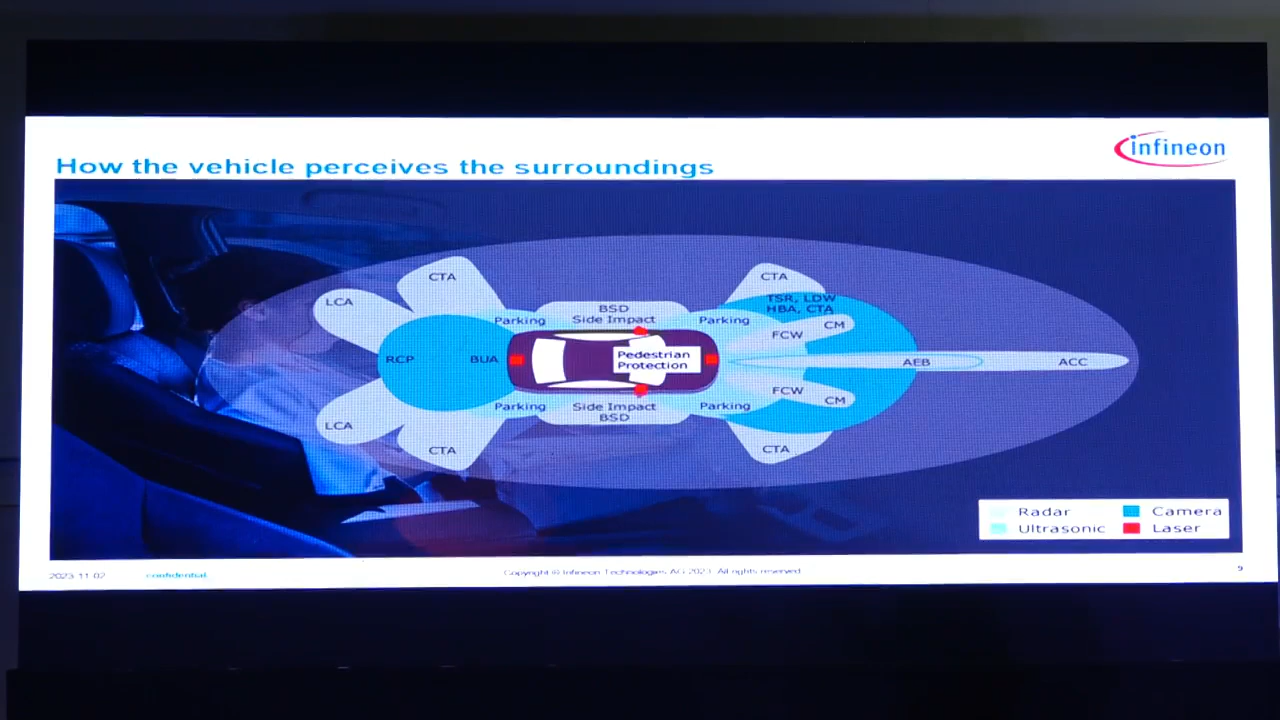 infineon
How the vehicle perceives the surroundings
CTA
CTA
LCA
TSR, LDW
HBA, CTA
BSD
Side Impact
Parking
Parking
CM
FCW
RCP
BUA
Pedestrian
Protection
AEB
ACC
FCW
CM
Parking
Side Impact
BSD
Parking
LCA
CTA
CTA
Radar
Camera
Ultrasonic
Laser
2023-11-02
confidential
Copyright © Infineon Technologies AG 2023. All rights reserved.
9